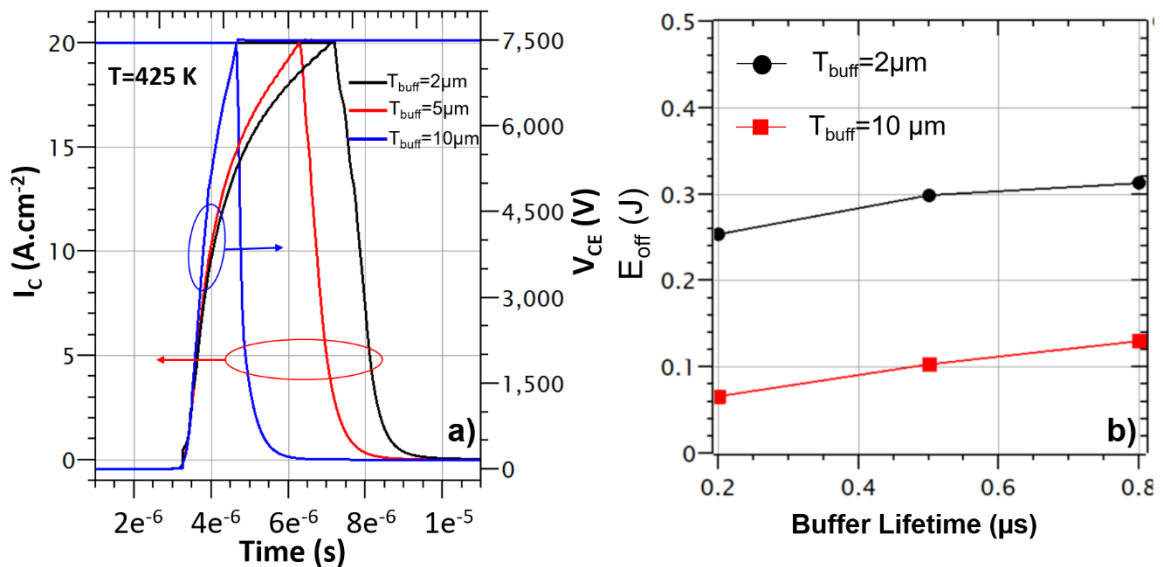 20
15
10
5
0
I_C (A.cm⁻²)
T=425 K
T_buff=2µm
T_buff=5µm
T_buff=10µm
a)
7,500
6,000
4,500
3,000
1,500
0
V_CE (V)
2e⁻⁶ 4e⁻⁶ 6e⁻⁶ 8e⁻⁶ 1e⁻⁵
Time (s)
0.5
0.4
0.3
0.2
0.1
0
E_off (J)
T_buff=2µm
T_buff=10 µm
b)
0.2 0.4 0.6 0.8
Buffer Lifetime (µs)